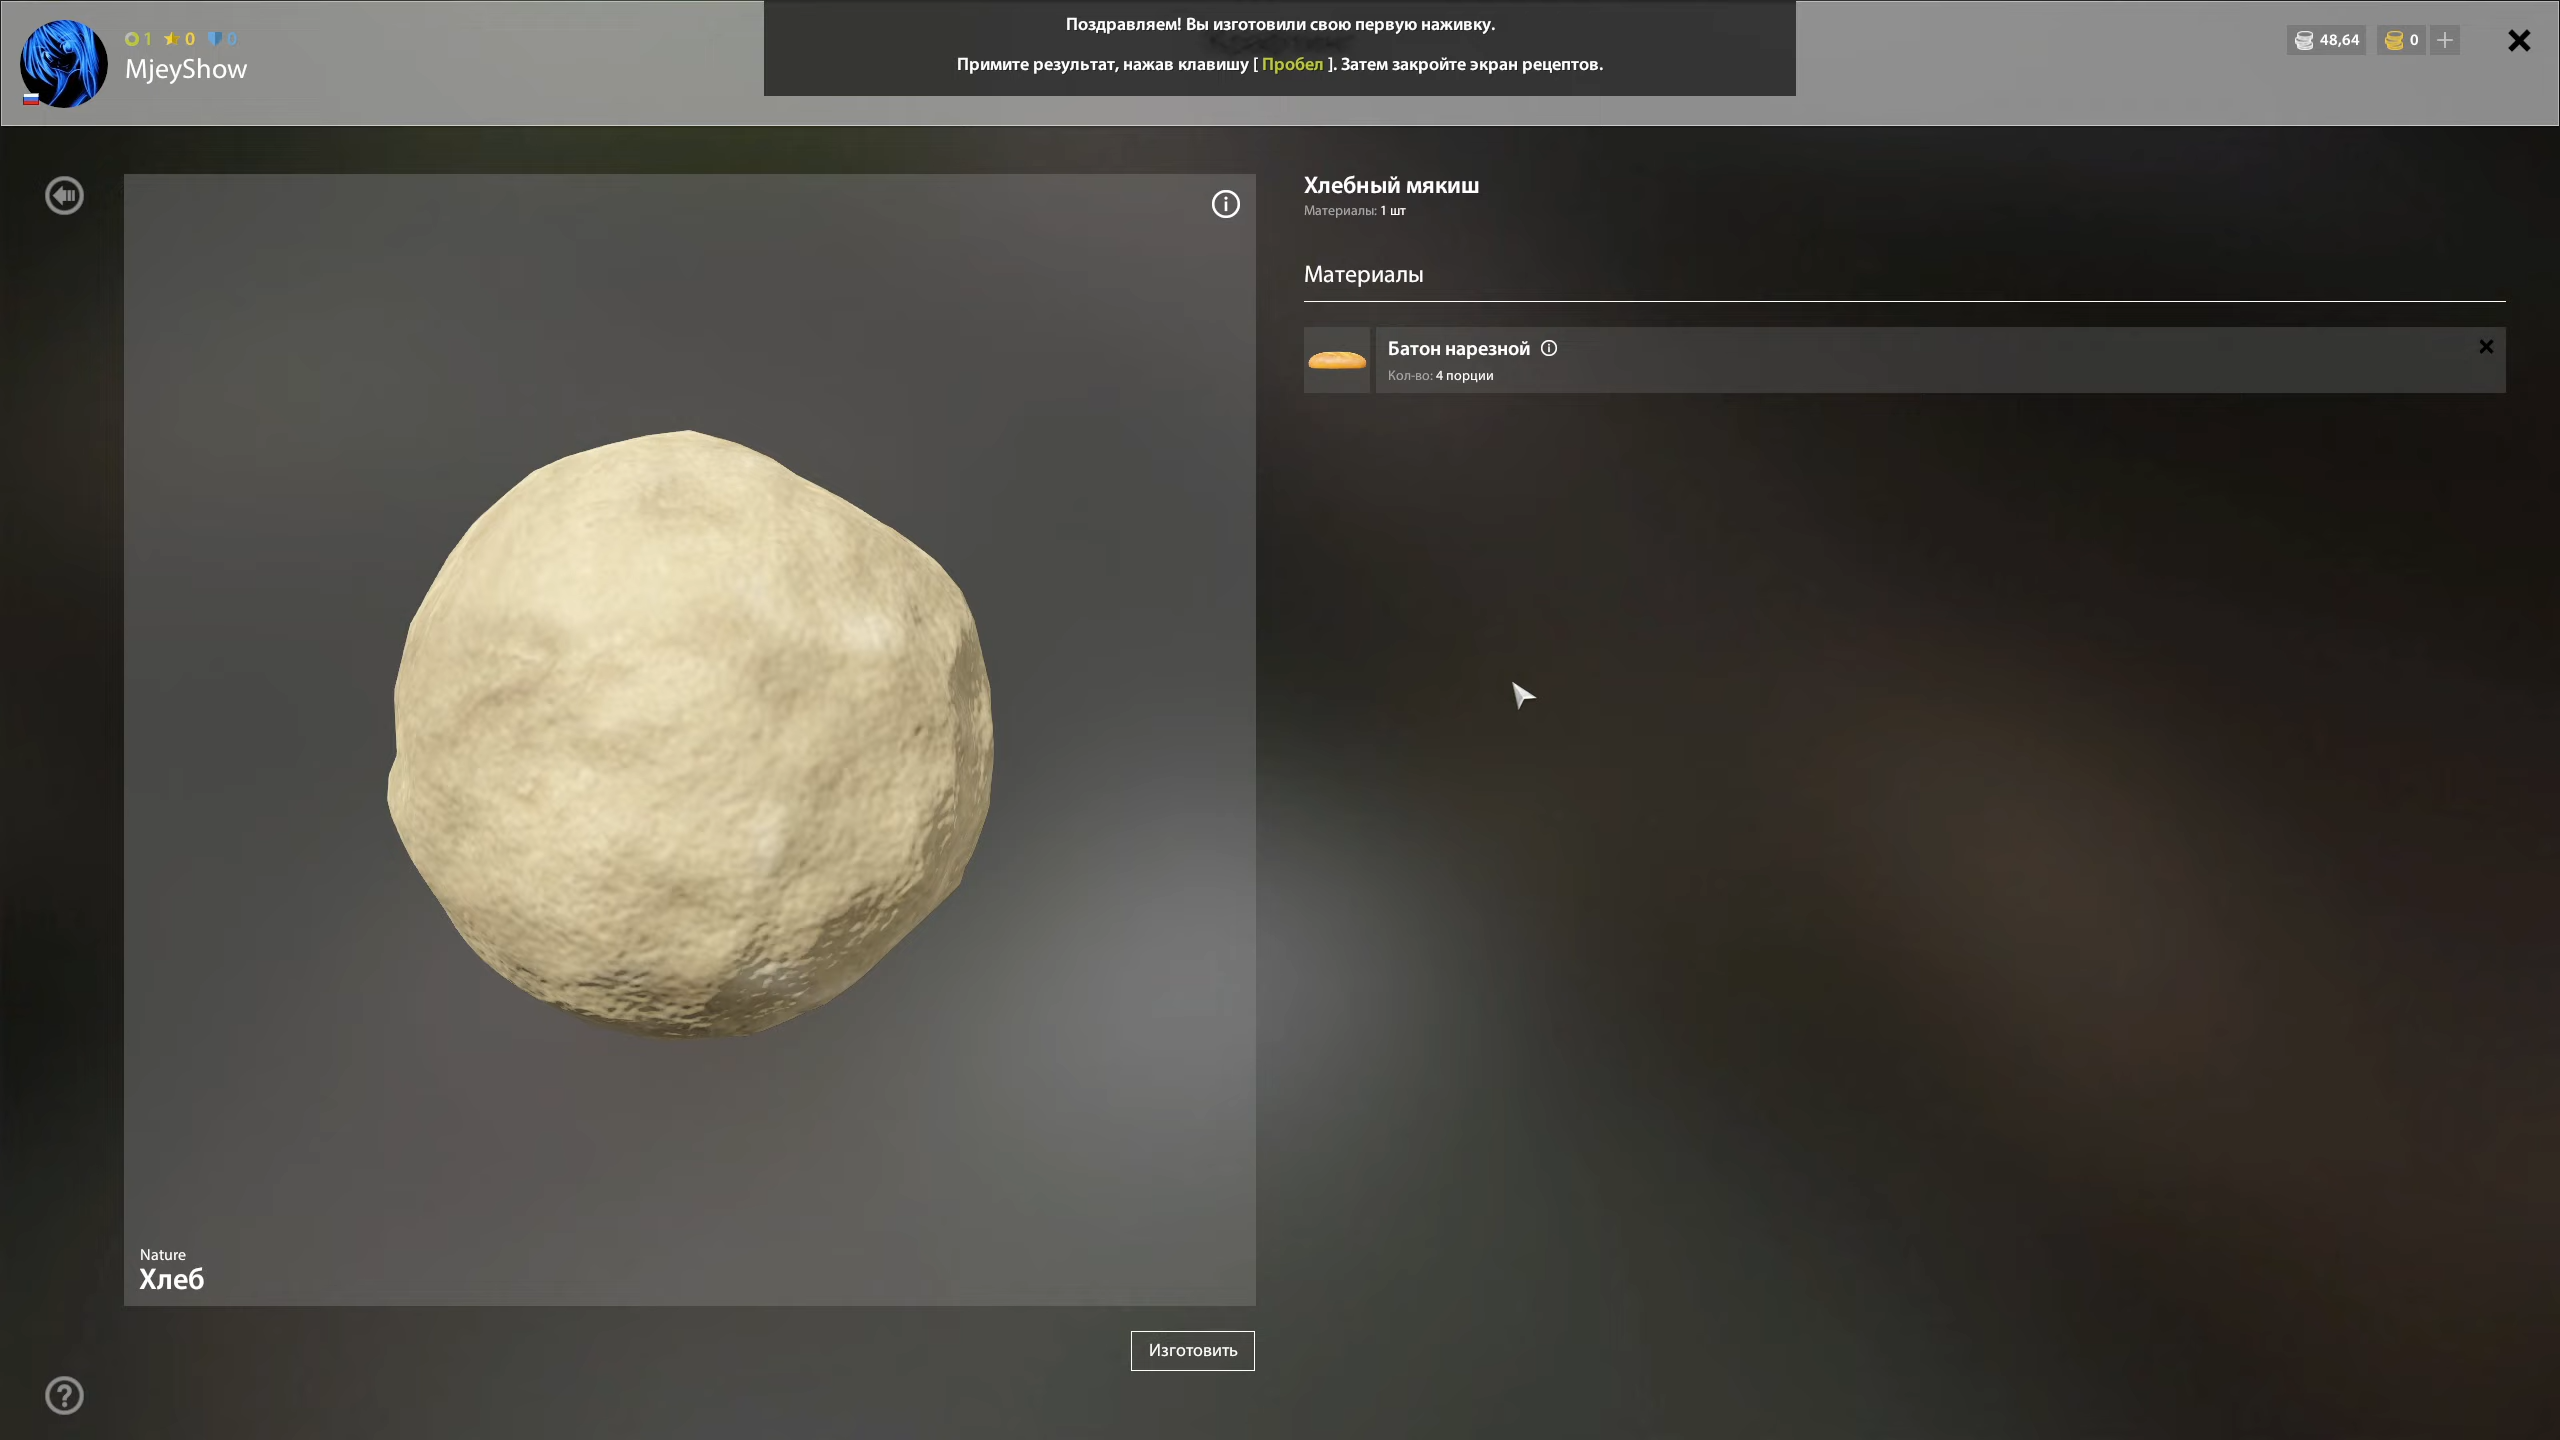 Поздравляем! Вы изготовили свою первую наживку.
Примите результат, нажав клавишу [ Пробел ]. Затем закройте экран рецептов.
1 0 0
MjeyShow
48,64 0
Хлебный мякиш
Материалы: 1 шт
Материалы
Батон нарезной
Кол-во: 4 порции
Nature
Хлеб
Изготовить